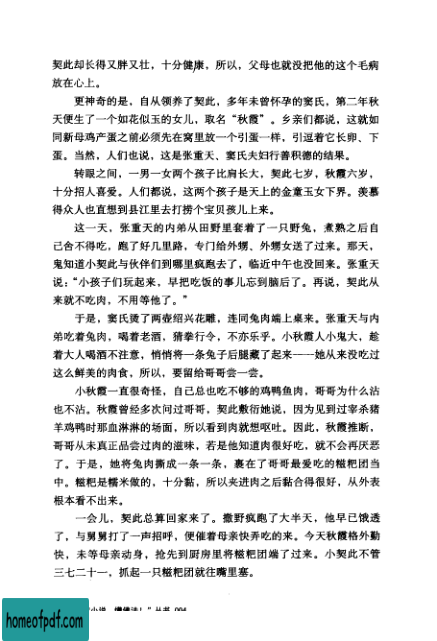 契此却长得又胖又壮，十分健康，所以，父母也就没把他的这个毛病
放在心上。
更神奇的是，自从领养了契此，多年未曾怀孕的窦氏，第二年秋
天便生了一个如花似玉的女儿，取名“秋霞”。乡亲们都说，这就如
同新母鸡产蛋之前必须先在窝里放一个引蛋一样，引逗着它长卵、下
蛋。当然，人们也说，这是张重天、窦氏夫妇行善积德的结果。
转眼之间，一男一女两个孩子比肩长大，契此七岁，秋霞六岁，
十分招人喜爱。人们都说，这两个孩子是天上的金童玉女下界。羡慕
得众人也直想到县江里去打捞个宝贝孩儿上来。
这一天，张重天的内弟从田野里套着了一只野兔，煮熟之后自
己舍不得吃，跑了好几里路，专门给外甥、外甥女送了过来。那天，
鬼知道小契此与伙伴们到哪里疯跑去了，临近中午也没回来。张重天
说：“小孩子们玩起来，早把吃饭的事儿忘到脑后了。再说，契此从
来就不吃肉，不用等他了。”
于是，窦氏烫了两壶绍兴花雕，连同兔肉端上桌来。张重天与内
弟吃着兔肉，喝着老酒，猜拳行令，不亦乐乎。小秋霞人小鬼大，趁
着大人喝酒不注意，悄悄将一条兔子后腿藏了起来——她从来没吃过
这么鲜美的肉食，所以，要留给哥哥尝一尝。
小秋霞一直很奇怪，自己总也吃不够的鸡鸭鱼肉，哥哥为什么沾
也不沾。秋霞曾经多次问过哥哥，契此敷衍她说，因为见到过宰杀猪
羊鸡鸭时那血淋淋的场面，所以看到肉就想呕吐。因此，秋霞推断，
哥哥从未真正品尝过肉的滋味，若是他知道肉很好吃，就不会再厌恶
了。于是，她将兔肉撕成一条一条，裹在了哥哥最爱吃的糍粑团当
中。糍粑是糯米做的，十分黏，所以夹进肉之后黏合得很好，从外表
根本看不出来。
一会儿，契此总算回家来了。撒野疯跑了大半天，他早已饿透
了，与舅舅打了一声招呼，便催着母亲快弄吃的来。今天秋霞格外勤
快，未等母亲动身，抢先到厨房里将糍粑团端了过来。小契此不管
三七二十一，抓起一只糍粑团就往嘴里塞。
homeofpdf.com